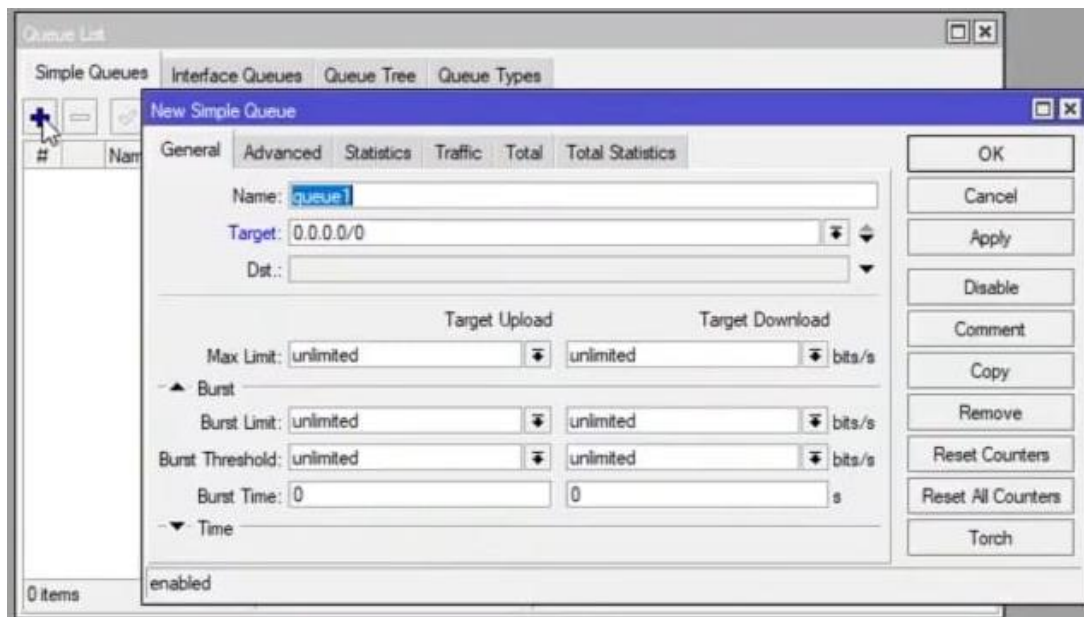 Queue List
Simple Queues Interface Queues Queue Tree Queue Types
New Simple Queue
# Nam
General Advanced Statistics Traffic Total Total Statistics
OK
Name: queue1
Cancel
Target: 0.0.0.0/0
Apply
Dst.:
Disable
Target Upload Target Download
Comment
Max Limit: unlimited unlimited bits/s
Copy
Burst
Burst Limit: unlimited unlimited bits/s
Remove
Burst Threshold: unlimited unlimited bits/s
Reset Counters
Burst Time: 0 0 s
Reset All Counters
Time
Torch
enabled
0 items